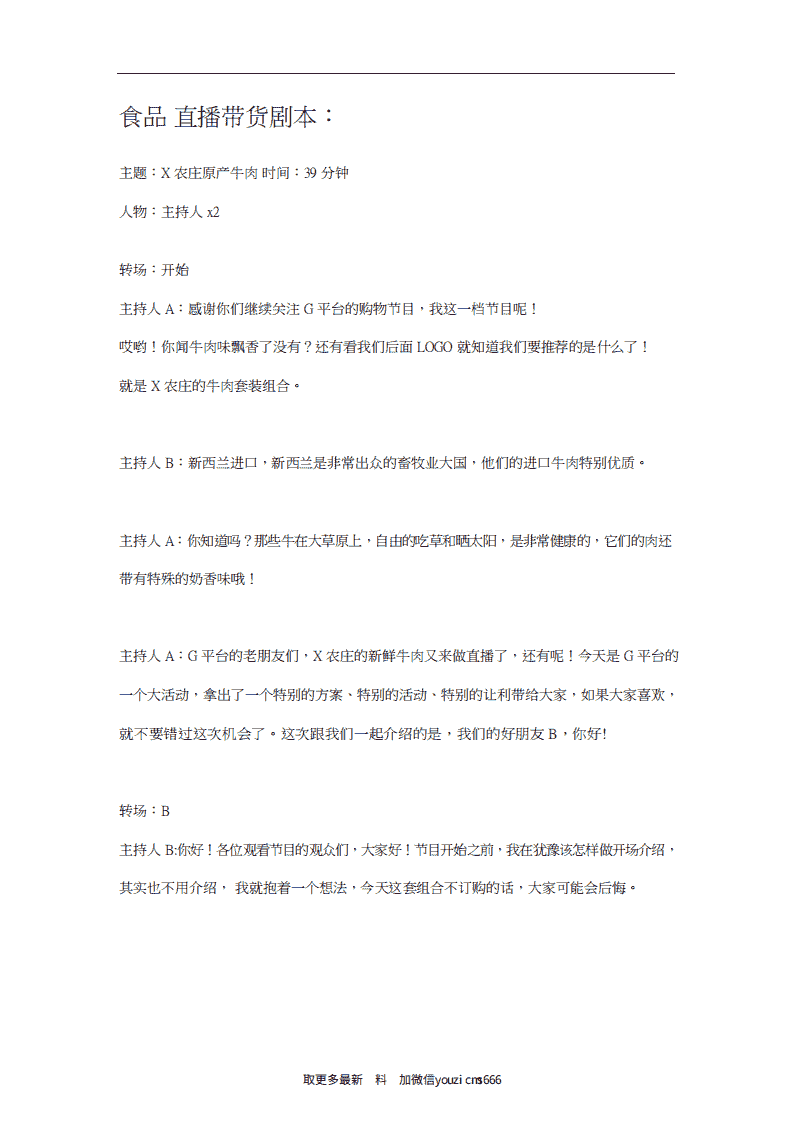 食品 直播带货剧本：
主题：X 农庄原产牛肉 时间：39 分钟
人物：主持人 x2
转场：开始
主持人 A：感谢你们继续关注 G 平台的购物节目，我这一档节目呢！
哎哟！你闻牛肉味飘香了没有？还有看我们后面 LOGO 就知道我们要推荐的是什么了！
就是 X 农庄的牛肉套装组合。
主持人 B：新西兰进口，新西兰是非常出众的畜牧业大国，他们的进口牛肉特别优质。
主持人 A：你知道吗？那些牛在大草原上，自由的吃草和晒太阳，是非常健康的，它们的肉还
带有特殊的奶香味哦！
主持人 A：G 平台的老朋友们，X 农庄的新鲜牛肉又来做直播了，还有呢！今天是 G 平台的
一个大活动，拿出了一个特别的方案、特别的活动、特别的让利带给大家，如果大家喜欢，
就不要错过这次机会了。这次跟我们一起介绍的是，我们的好朋友 B，你好!
转场：B
主持人 B:你好！各位观看节目的观众们，大家好！节目开始之前，我在犹豫该怎样做开场介绍，
其实也不用介绍， 我就抱着一个想法，今天这套组合不订购的话，大家可能会后悔。
取更多最新 料 加微信youzi cms666